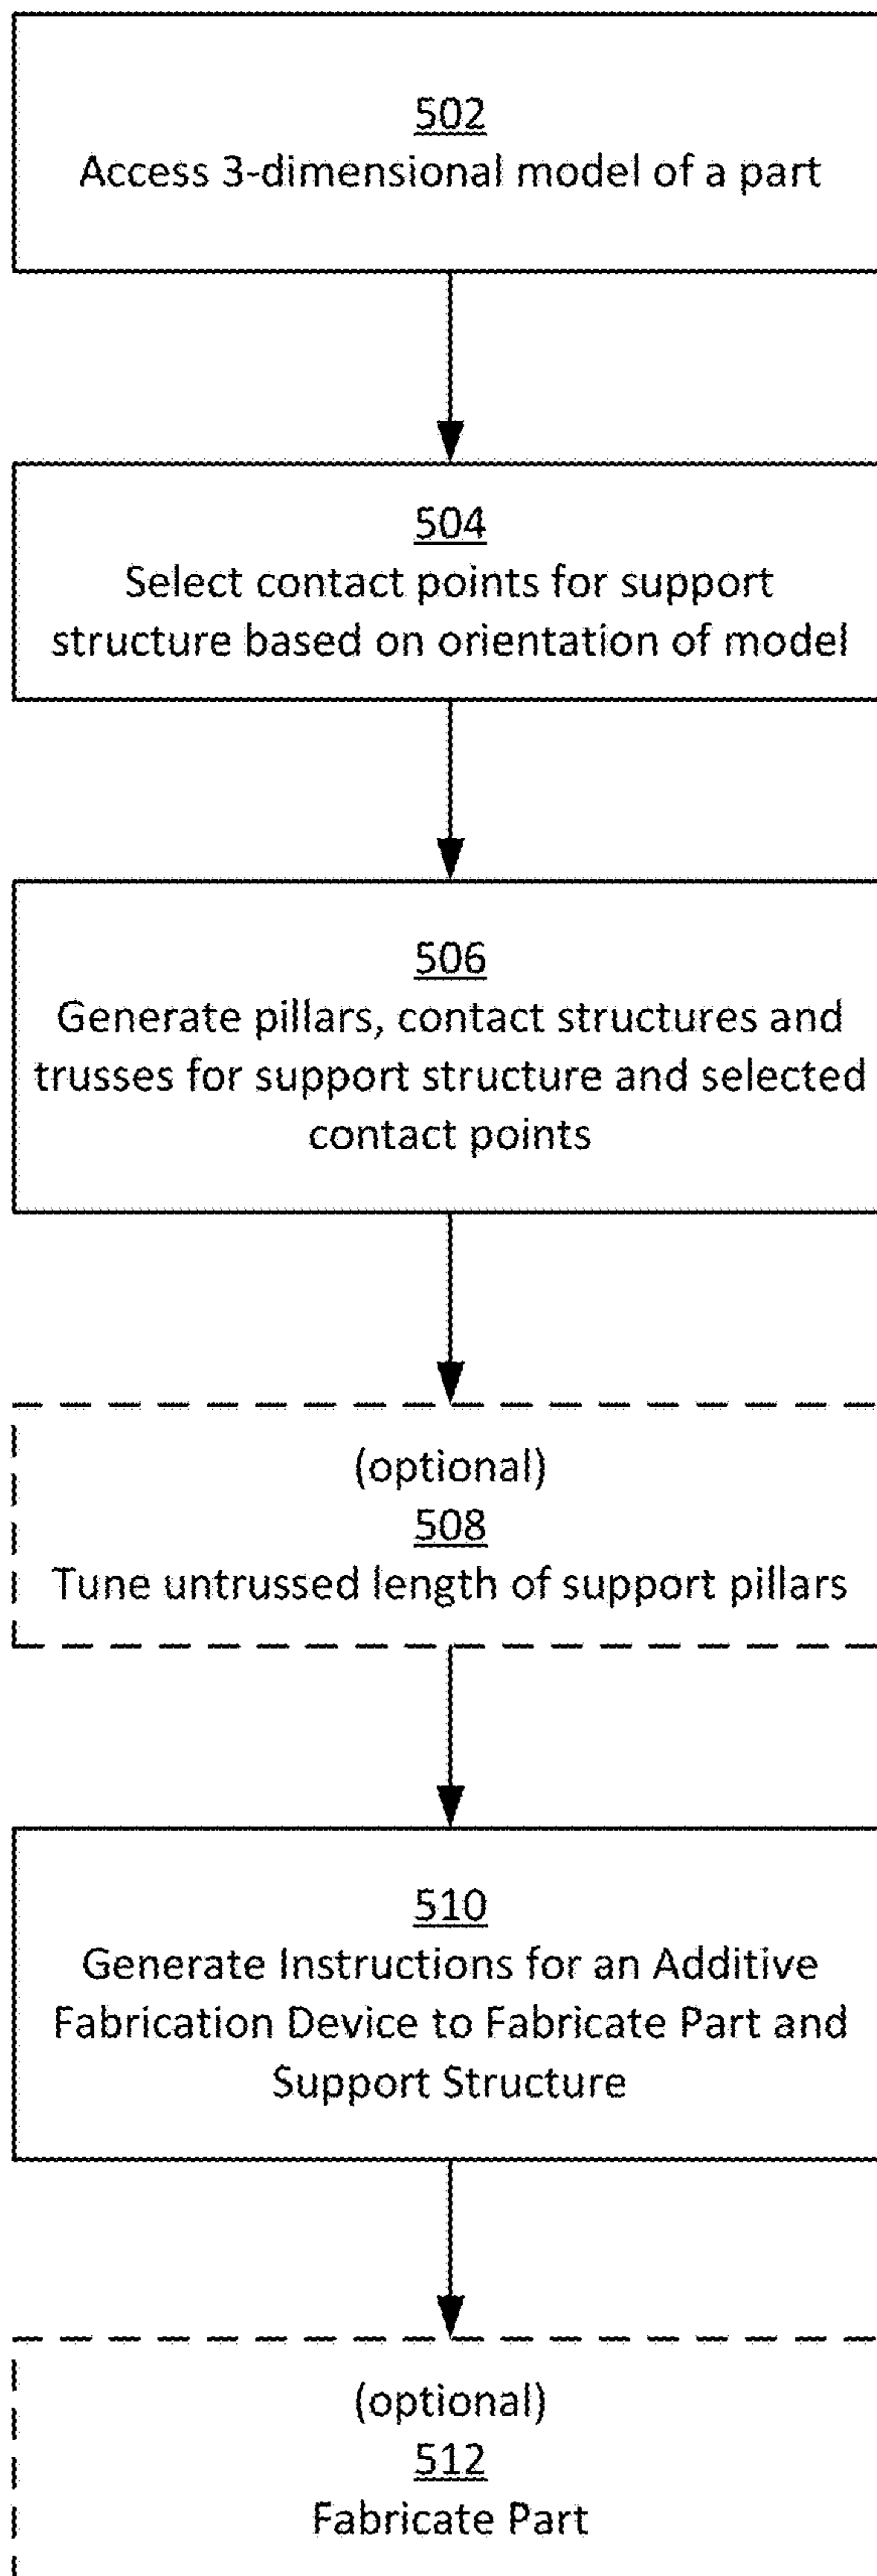 502
Access 3-dimensional model of a part
504
Select contact points for support
structure based on orientation of model
506
Generate pillars, contact structures and
trusses for support structure and selected
contact points
(optional)
508
Tune untrussed length of support pillars
510
Generate Instructions for an Additive
Fabrication Device to Fabricate Part and
Support Structure
(optional)
512
Fabricate Part